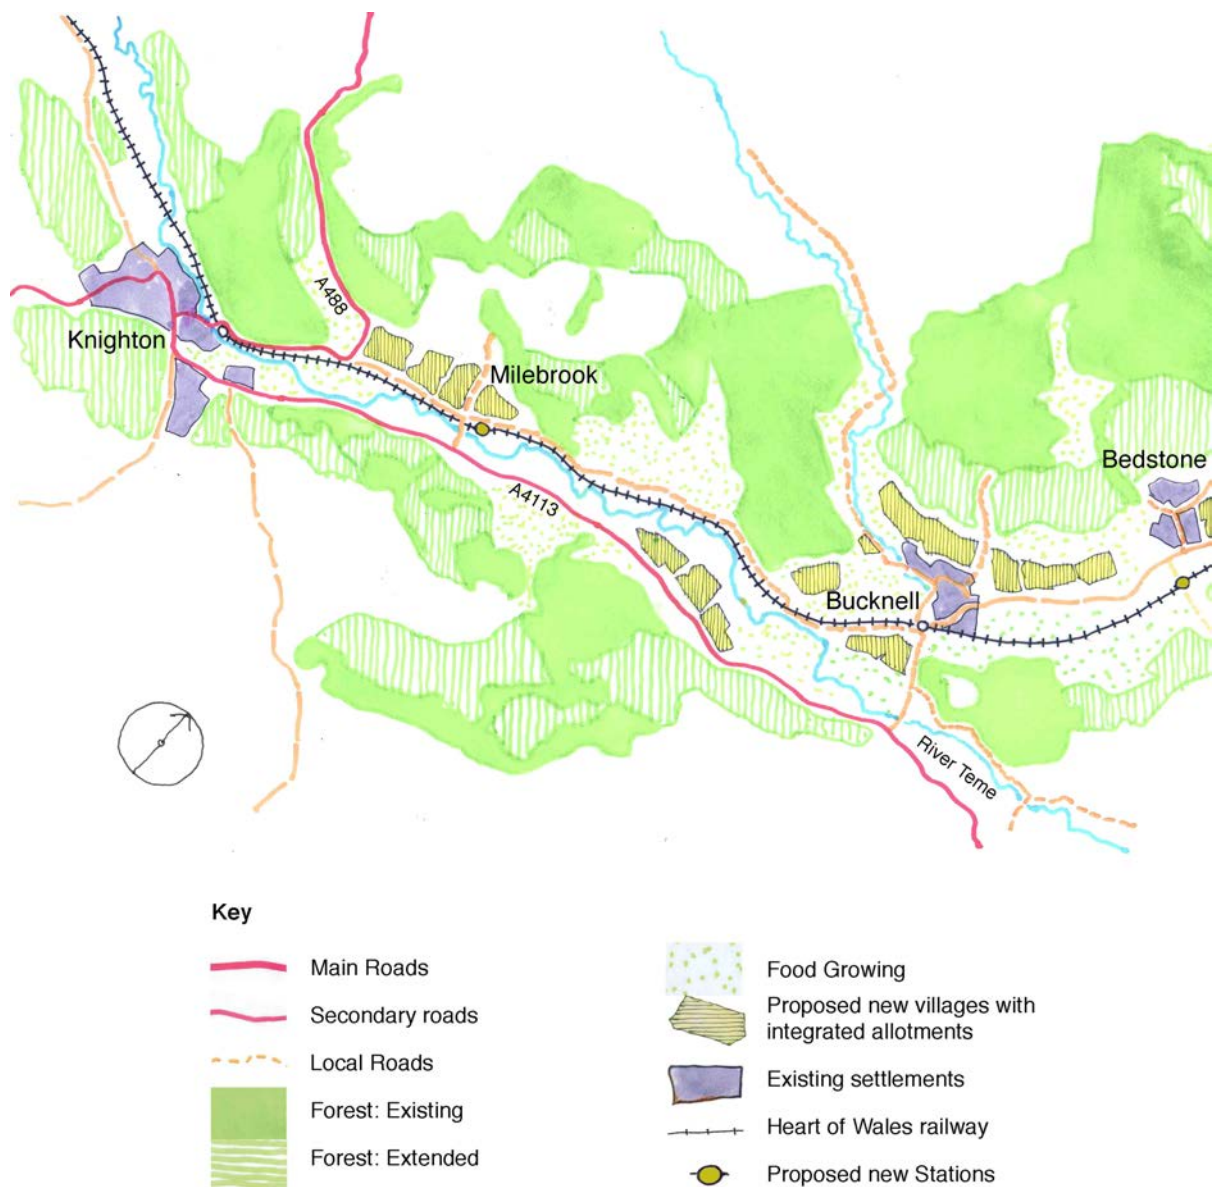 A488
Knighton
Milebrook
Bedstone
A4113
Bucknell
River Teme
Key
Main Roads
Secondary roads
Local Roads
Forest: Existing
Forest: Extended
Food Growing
Proposed new villages with
integrated allotments
Existing settlements
Heart of Wales railway
Proposed new Stations